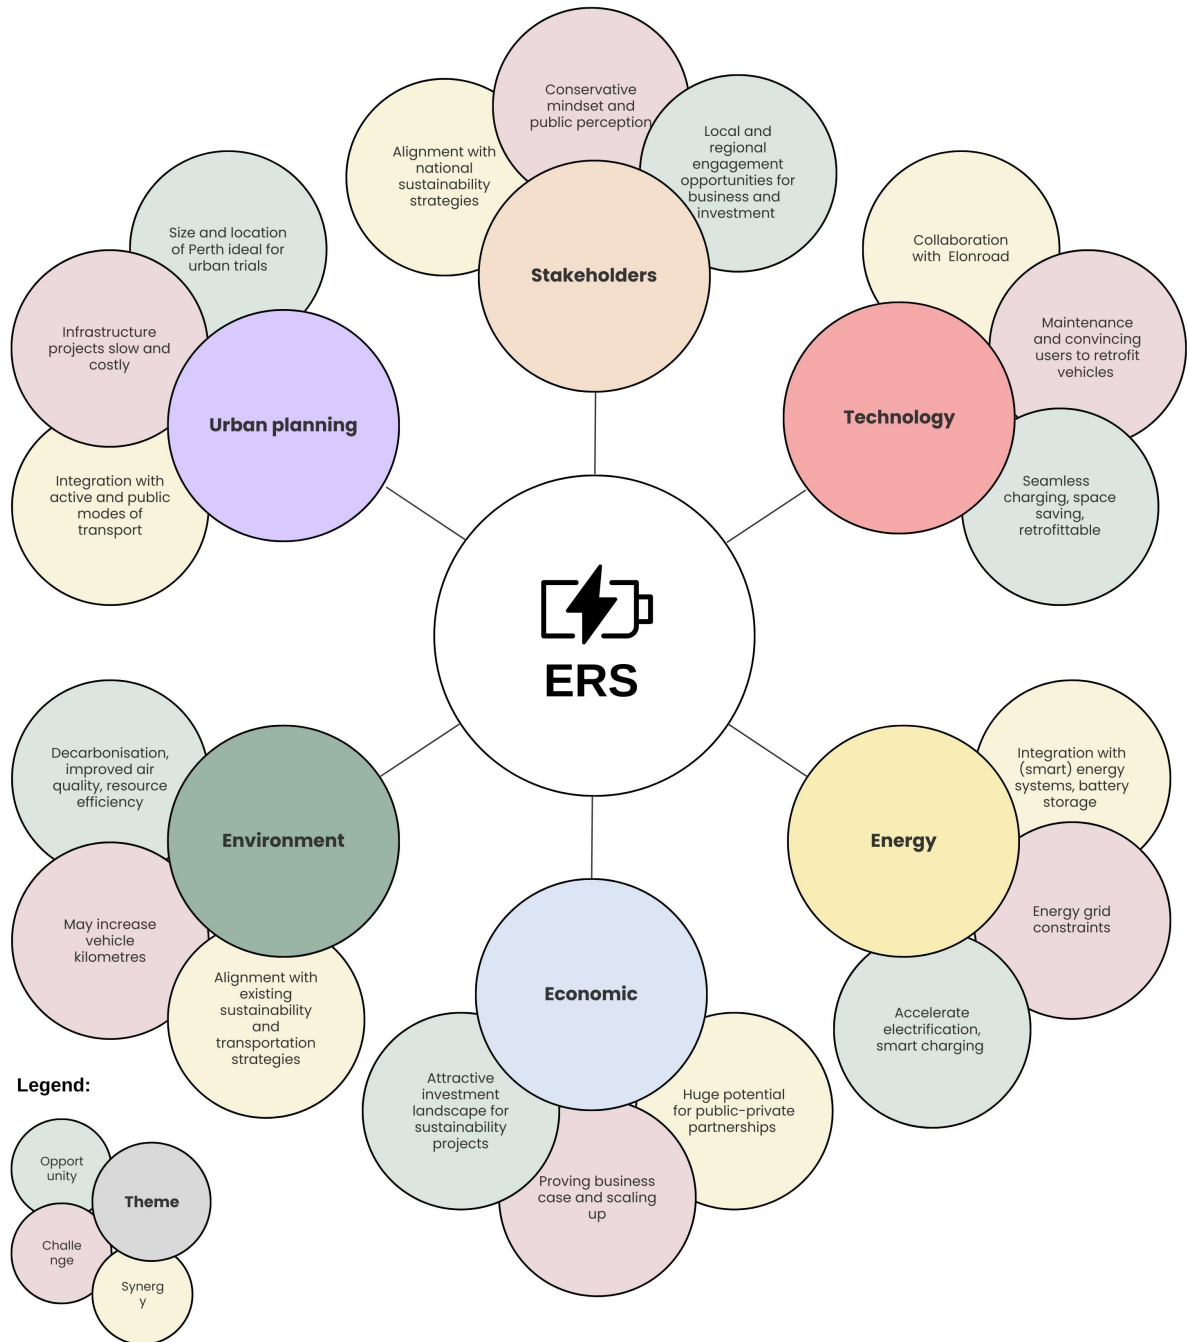 Conservative
mindset and
public perception
Alignment with
national
sustainability
strategies
Local and
regional
engagement
opportunities for
business and
investment
Stakeholders
Size and location
of Perth ideal for
urban trials
Infrastructure
projects slow and
costly
Integration with
active and public
modes of
transport
Urban planning
Collaboration
with  Elonroad
Maintenance
and convincing
users to retrofit
vehicles
Seamless
charging, space
saving,
retrofittable
Technology
ERS
Decarbonisation,
improved air
quality, resource
efficiency
May increase
vehicle
kilometres
Alignment with
existing
sustainability
and
transportation
strategies
Environment
Integration with
(smart) energy
systems, battery
storage
Energy grid
constraints
Accelerate
electrification,
smart charging
Energy
Economic
Attractive
investment
landscape for
sustainability
projects
Proving business
case and scaling
up
Huge potential
for public-private
partnerships
Legend:
Opport
unity
Theme
Challe
nge
Synerg
y